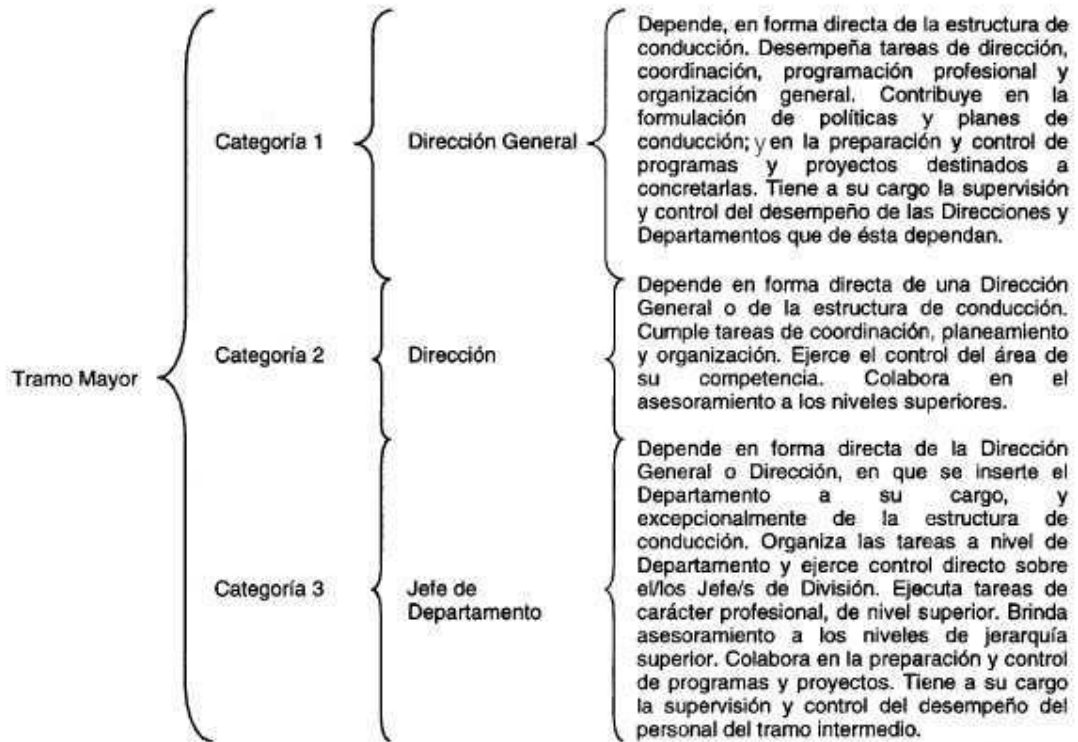 Tramo Mayor
Categoría 1
Dirección General
Depende, en forma directa de la estructura de
conducción. Desempeña tareas de dirección,
coordinación, programación profesional y
organización general. Contribuye en la
formulación de políticas y planes de
conducción; y en la preparación y control de
programas y proyectos destinados a
concretarlas. Tiene a su cargo la supervisión
y control del desempeño de las Direcciones y
Departamentos que de ésta dependan.
Categoría 2
Dirección
Depende en forma directa de una Dirección
General o de la estructura de conducción.
Cumple tareas de coordinación, planeamiento
y organización. Ejerce el control del área de
su competencia. Colabora en el
asesoramiento a los niveles superiores.
Categoría 3
Jefe de
Departamento
Depende en forma directa de la Dirección
General o Dirección, en que se inserte el
Departamento a su cargo, y
excepcionalmente de la estructura de
conducción. Organiza las tareas a nivel de
Departamento y ejerce control directo sobre
el/los Jefe/s de División. Ejecuta tareas de
carácter profesional, de nivel superior. Brinda
asesoramiento a los niveles de jerarquía
superior. Colabora en la preparación y control
de programas y proyectos. Tiene a su cargo
la supervisión y control del desempeño del
personal del tramo intermedio.